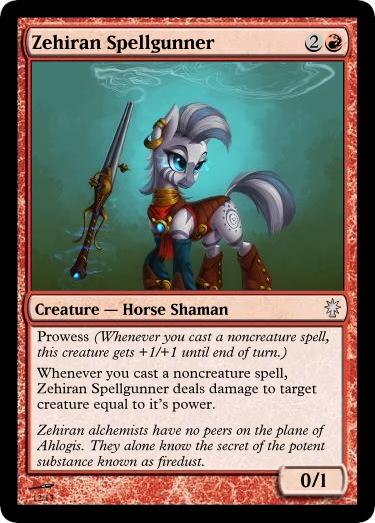 Zehiran Spellgunner 2
Creature — Horse Shaman
Prowess (Whenever you cast a noncreature spell,
this creature gets +1/+1 until end of turn.)
Whenever you cast a noncreature spell,
Zehiran Spellgunner deals damage to target
creature equal to it's power.
Zehiran alchemists have no peers on the plane of
Ahlogis. They alone know the secret of the potent
substance known as firedust.
0/1